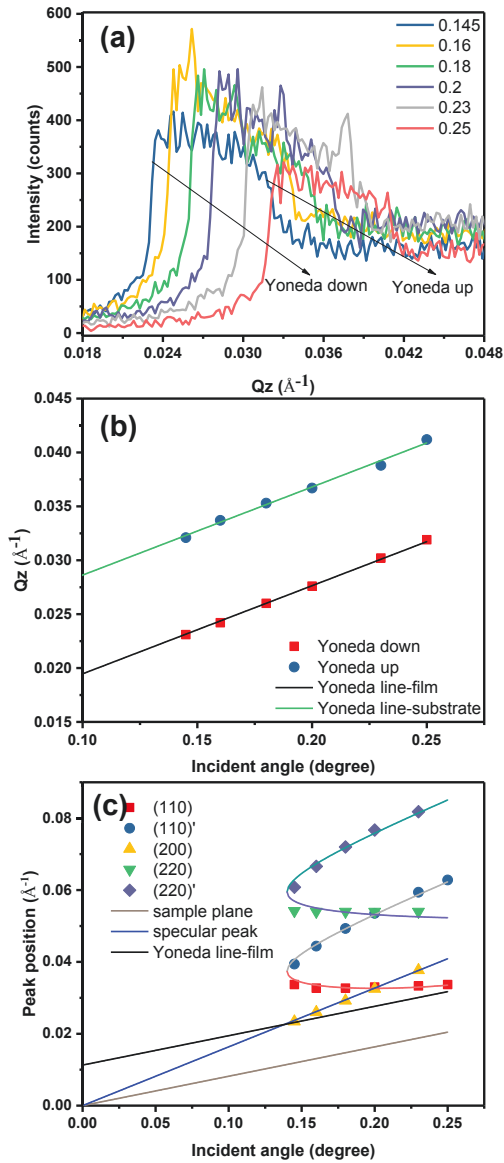 (a)
0.145
0.16
0.18
0.2
0.23
0.25
Intensity (counts)
600
500
400
300
200
100
0
Yoneda down
Yoneda up
0.018
0.024
0.030
0.036
0.042
0.048
Qz (Å-1)
(b)
Qz (Å-1)
0.045
0.040
0.035
0.030
0.025
0.020
0.015
Yoneda down
Yoneda up
Yoneda line-film
Yoneda line-substrate
0.10
0.15
0.20
0.25
Incident angle (degree)
(c)
(110)
(110)'
(200)
(220)
(220)'
sample plane
specular peak
Yoneda line-film
Peak position (Å-1)
0.08
0.06
0.04
0.02
0.00
0.00
0.05
0.10
0.15
0.20
0.25
Incident angle (degree)